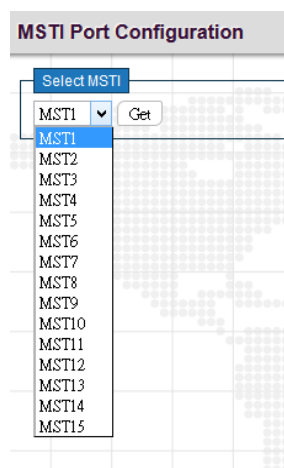 MSTI Port Configuration
Select MSTI
MST1 Get
MST1
MST2
MST3
MST4
MST5
MST6
MST7
MST8
MST9
MST10
MST11
MST12
MST13
MST14
MST15